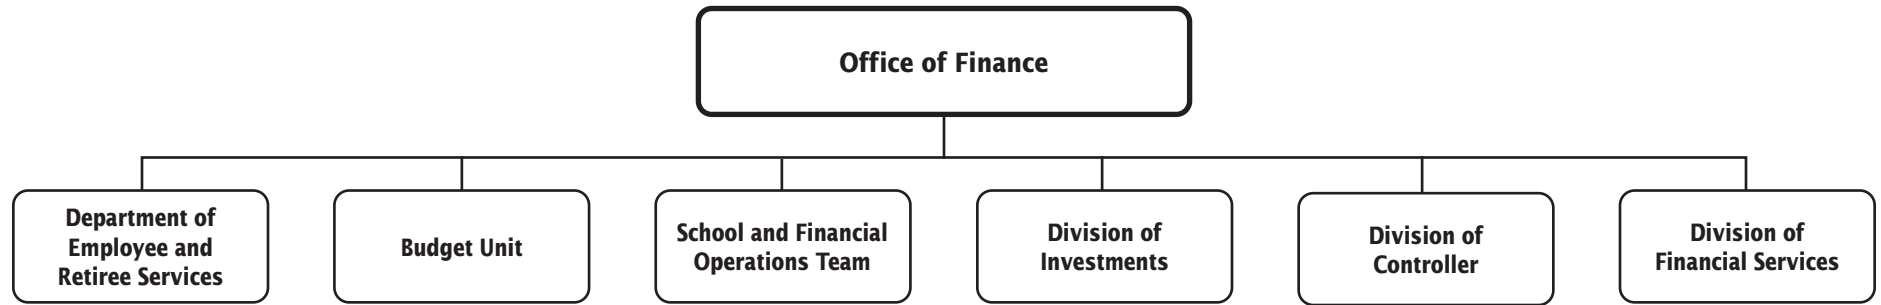 Office of Finance
Department of
Employee and
Retiree Services
Budget Unit
School and Financial
Operations Team
Division of
Investments
Division of
Controller
Division of
Financial Services